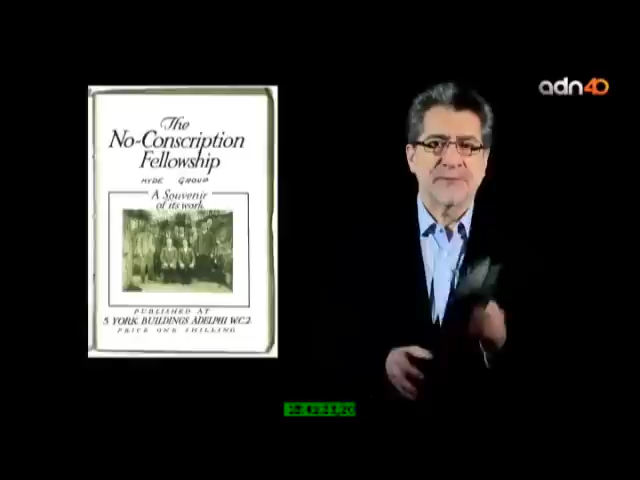 The
No-Conscription
Fellowship
HYDE GROUP
A Souvenir
of its work
PUBLISHED AT
5 YORK BUILDINGS ADELPHI W.C.2.
PRICE ONE SHILLING
adn40